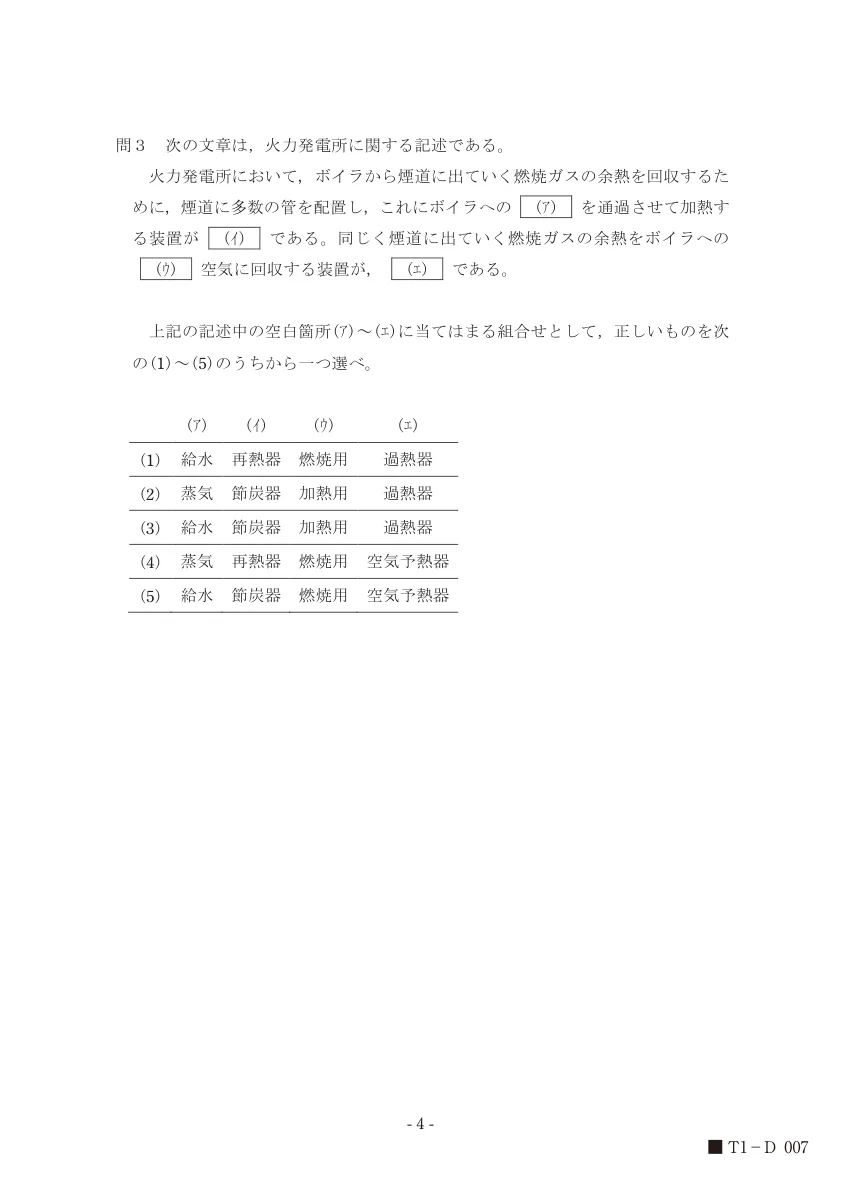 問３　次の文章は，火力発電所に関する記述である。
火力発電所において，ボイラから煙道に出ていく燃焼ガスの余熱を回収するた
めに，煙道に多数の管を配置し，これにボイラへの (ｱ) を通過させて加熱す
る装置が (ｲ) である。同じく煙道に出ていく燃焼ガスの余熱をボイラへの
(ｳ) 空気に回収する装置が， (ｴ) である。
上記の記述中の空白箇所(ｱ)～(ｴ)に当てはまる組合せとして，正しいものを次
の(1)～(5)のうちから一つ選べ。
(ｱ) (ｲ) (ｳ) (ｴ)
(1) 給水 再熱器 燃焼用 過熱器
(2) 蒸気 節炭器 加熱用 過熱器
(3) 給水 節炭器 加熱用 過熱器
(4) 蒸気 再熱器 燃焼用 空気予熱器
(5) 給水 節炭器 燃焼用 空気予熱器
- 4 -
■ T1－D 007